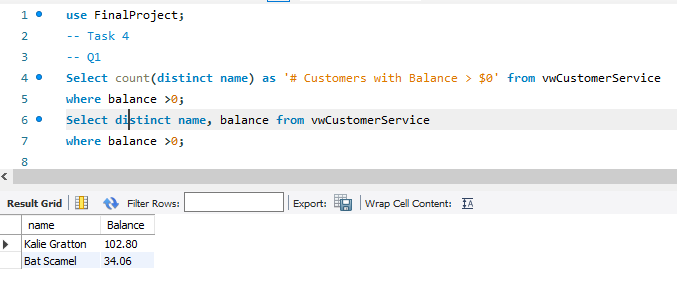 1 use FinalProject;
2 -- Task 4
3 -- Q1
4 Select count(distinct name) as '# Customers with Balance > $0' from vwCustomerService
5 where balance >0;
6 Select distinct name, balance from vwCustomerService
7 where balance >0;
8
Result Grid Filter Rows: Export: Wrap Cell Content:
name Balance
Kalie Gratton 102.80
Bat Scamel 34.06